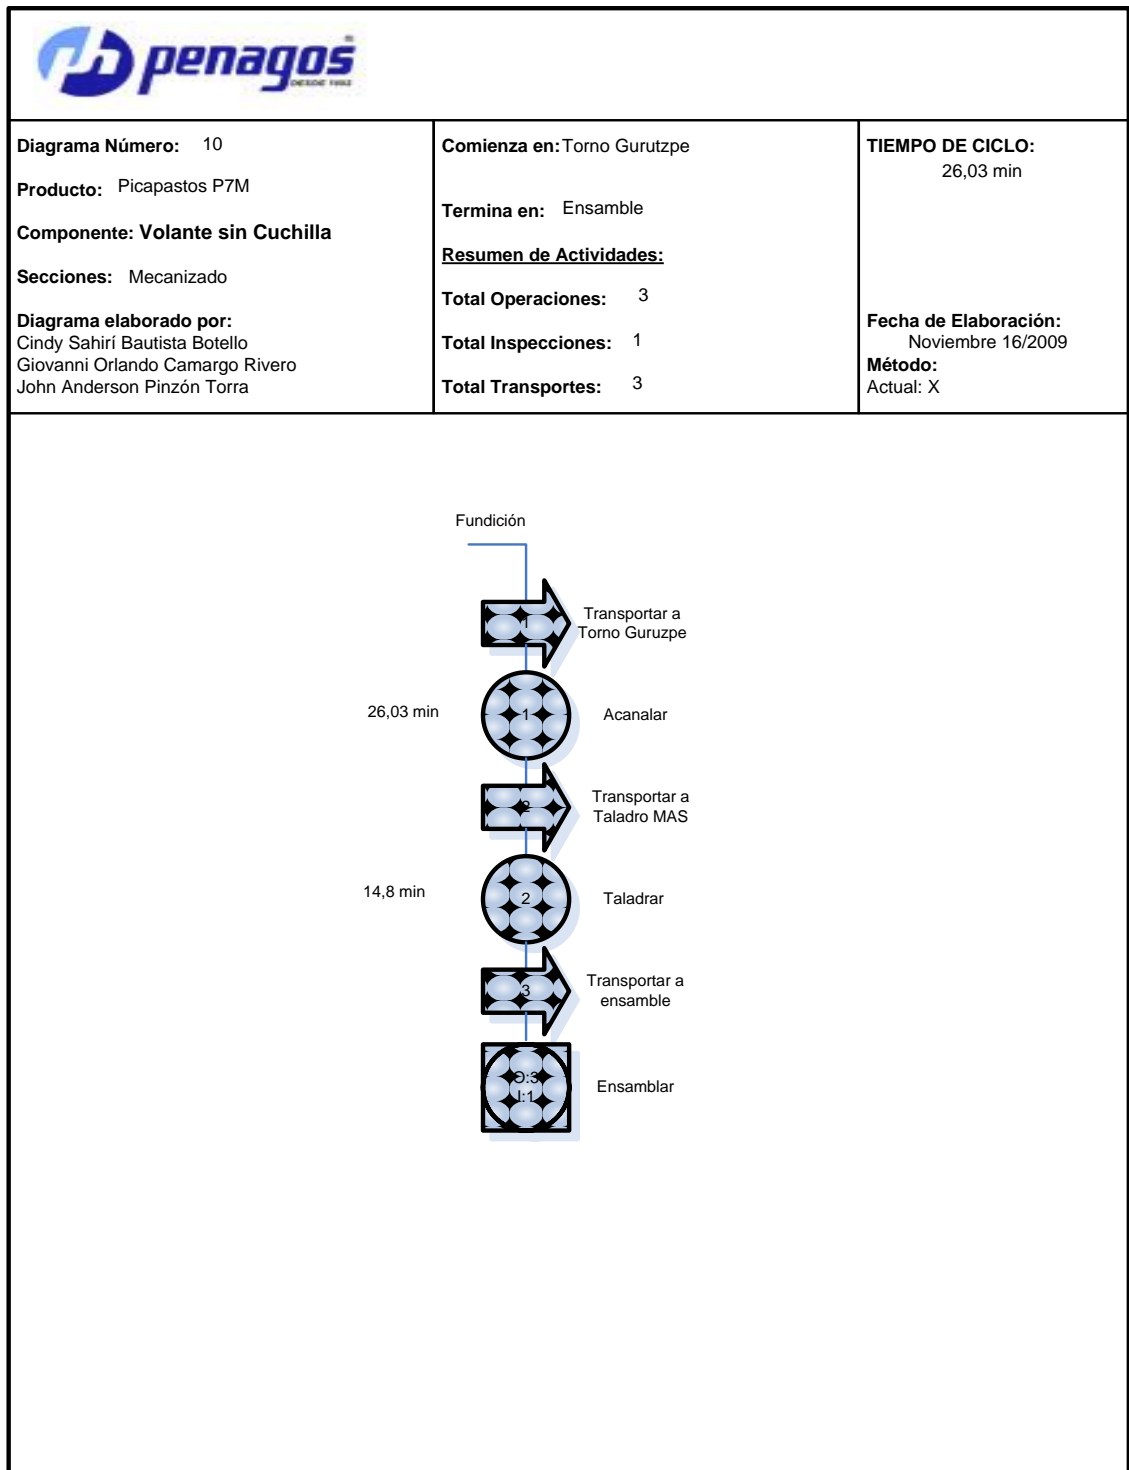 penagos
DESDE 1892
Diagrama Número: 10
Producto: Picapastos P7M
Componente: Volante sin Cuchilla
Secciones: Mecanizado
Diagrama elaborado por:
Cindy Sahirí Bautista Botello
Giovanni Orlando Camargo Rivero
John Anderson Pinzón Torra
Comienza en: Torno Gurutzpe
Termina en: Ensamble
Resumen de Actividades:
Total Operaciones: 3
Total Inspecciones: 1
Total Transportes: 3
TIEMPO DE CICLO:
26,03 min
Fecha de Elaboración:
Noviembre 16/2009
Método:
Actual: X
Fundición
1
Transportar a
Torno Guruzpe
26,03 min
1
Acanalar
2
Transportar a
Taladro MAS
14,8 min
2
Taladrar
3
Transportar a
ensamble
O:3
I:1
Ensamblar